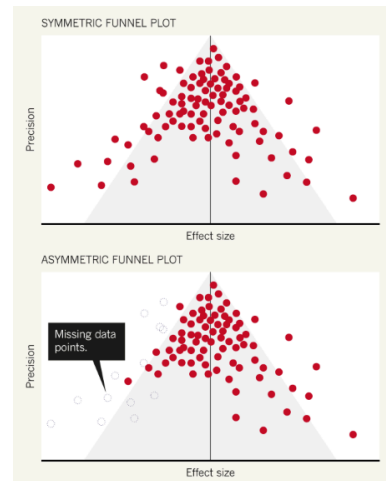 SYMMETRIC FUNNEL PLOT
Precision
Effect size
ASYMMETRIC FUNNEL PLOT
Missing data
points.
Precision
Effect size